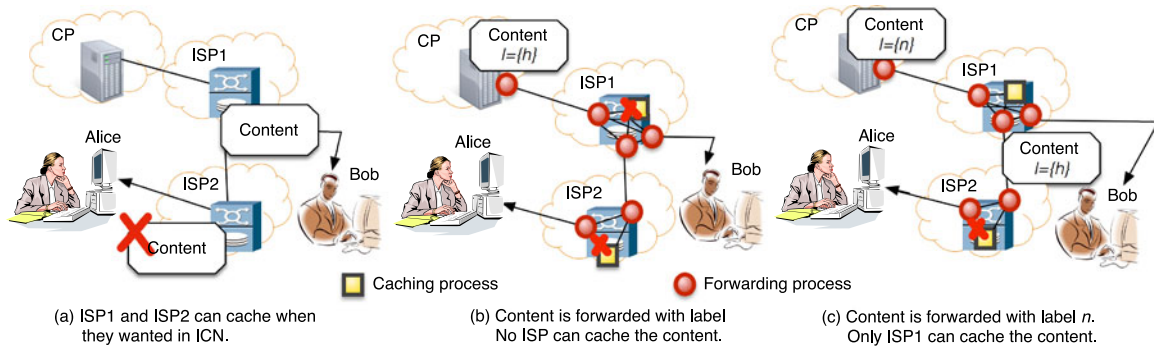 CP
ISP1
Content
Alice
ISP2
Bob
Content
CP
Content
l={h}
ISP1
Alice
ISP2
Bob
CP
Content
l={n}
ISP1
Alice
Content
l={h}
ISP2
Bob
Caching process
Forwarding process
(a) ISP1 and ISP2 can cache when
they wanted in ICN.
(b) Content is forwarded with label
No ISP can cache the content.
(c) Content is forwarded with label n.
Only ISP1 can cache the content.